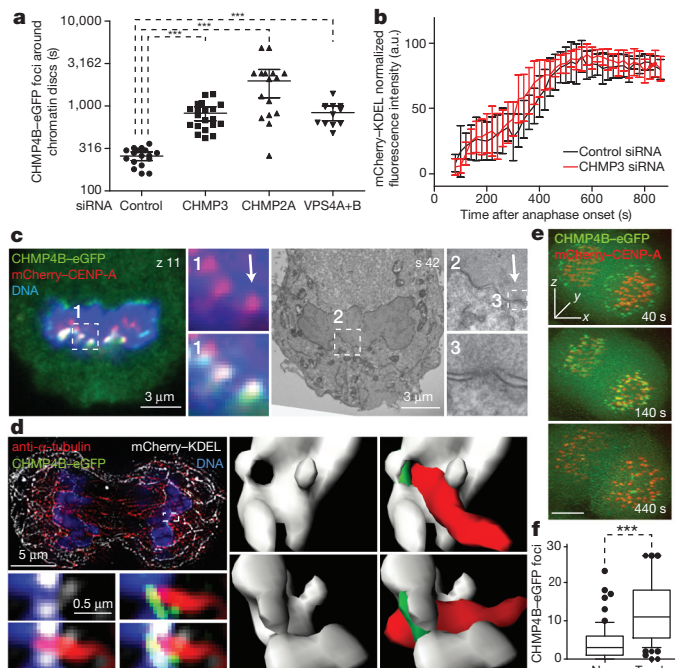 a
***
***
***
CHMP4B–eGFP foci around
chromatin discs (s)
10,000
3,162
1,000
316
100
siRNA Control CHMP3 CHMP2A VPS4A+B
b
mCherry–KDEL normalized
fluorescence intensity (a.u.)
100
50
0
Control siRNA
CHMP3 siRNA
200 400 600 800
Time after anaphase onset (s)
c
CHMP4B–eGFP
mCherry–CENP-A
DNA
z 11
1
3 μm
1
1
s 42
2
3 μm
2
3
3
d
anti-α-tubulin
mCherry–KDEL
CHMP4B–eGFP
DNA
5 μm
0.5 μm
e
CHMP4B–eGFP
mCherry–CENP-A
z
y
x
40 s
140 s
440 s
f
***
CHMP4B–eGFP foci
30
20
10
0